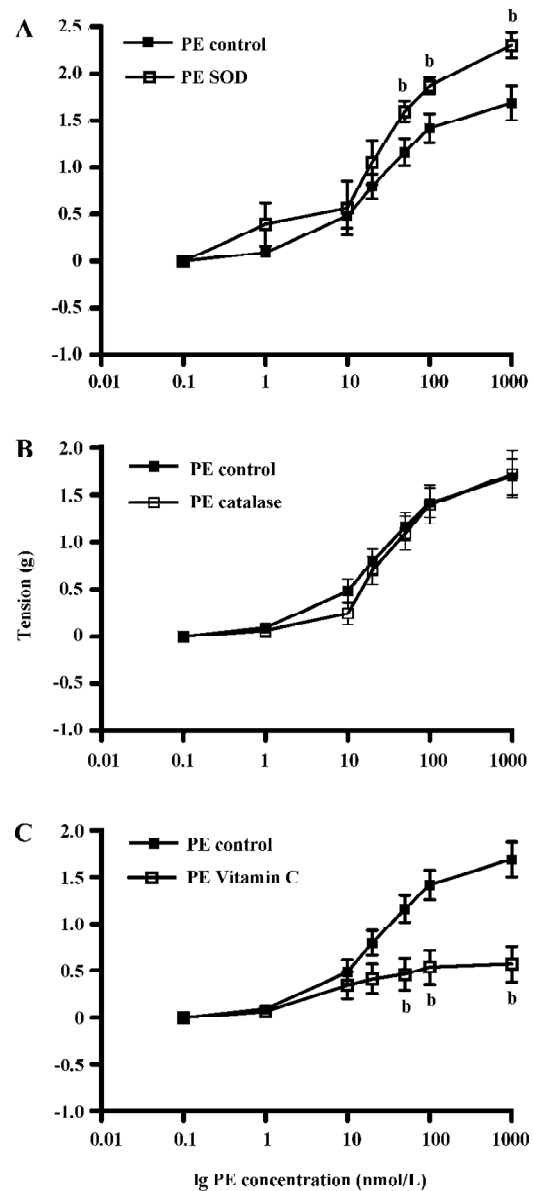 A
PE control
PE SOD
2.5
2.0
1.5
1.0
0.5
0
-0.5
-1.0
b
b
b
0.01
0.1
1
10
100
1000
B
PE control
PE catalase
2.0
1.5
1.0
0.5
0
-0.5
-1.0
Tension (g)
0.01
0.1
1
10
100
1000
C
PE control
PE Vitamin C
2.0
1.5
1.0
0.5
0
-0.5
-1.0
b
b
b
0.01
0.1
1
10
100
1000
lg PE concentration (nmol/L)